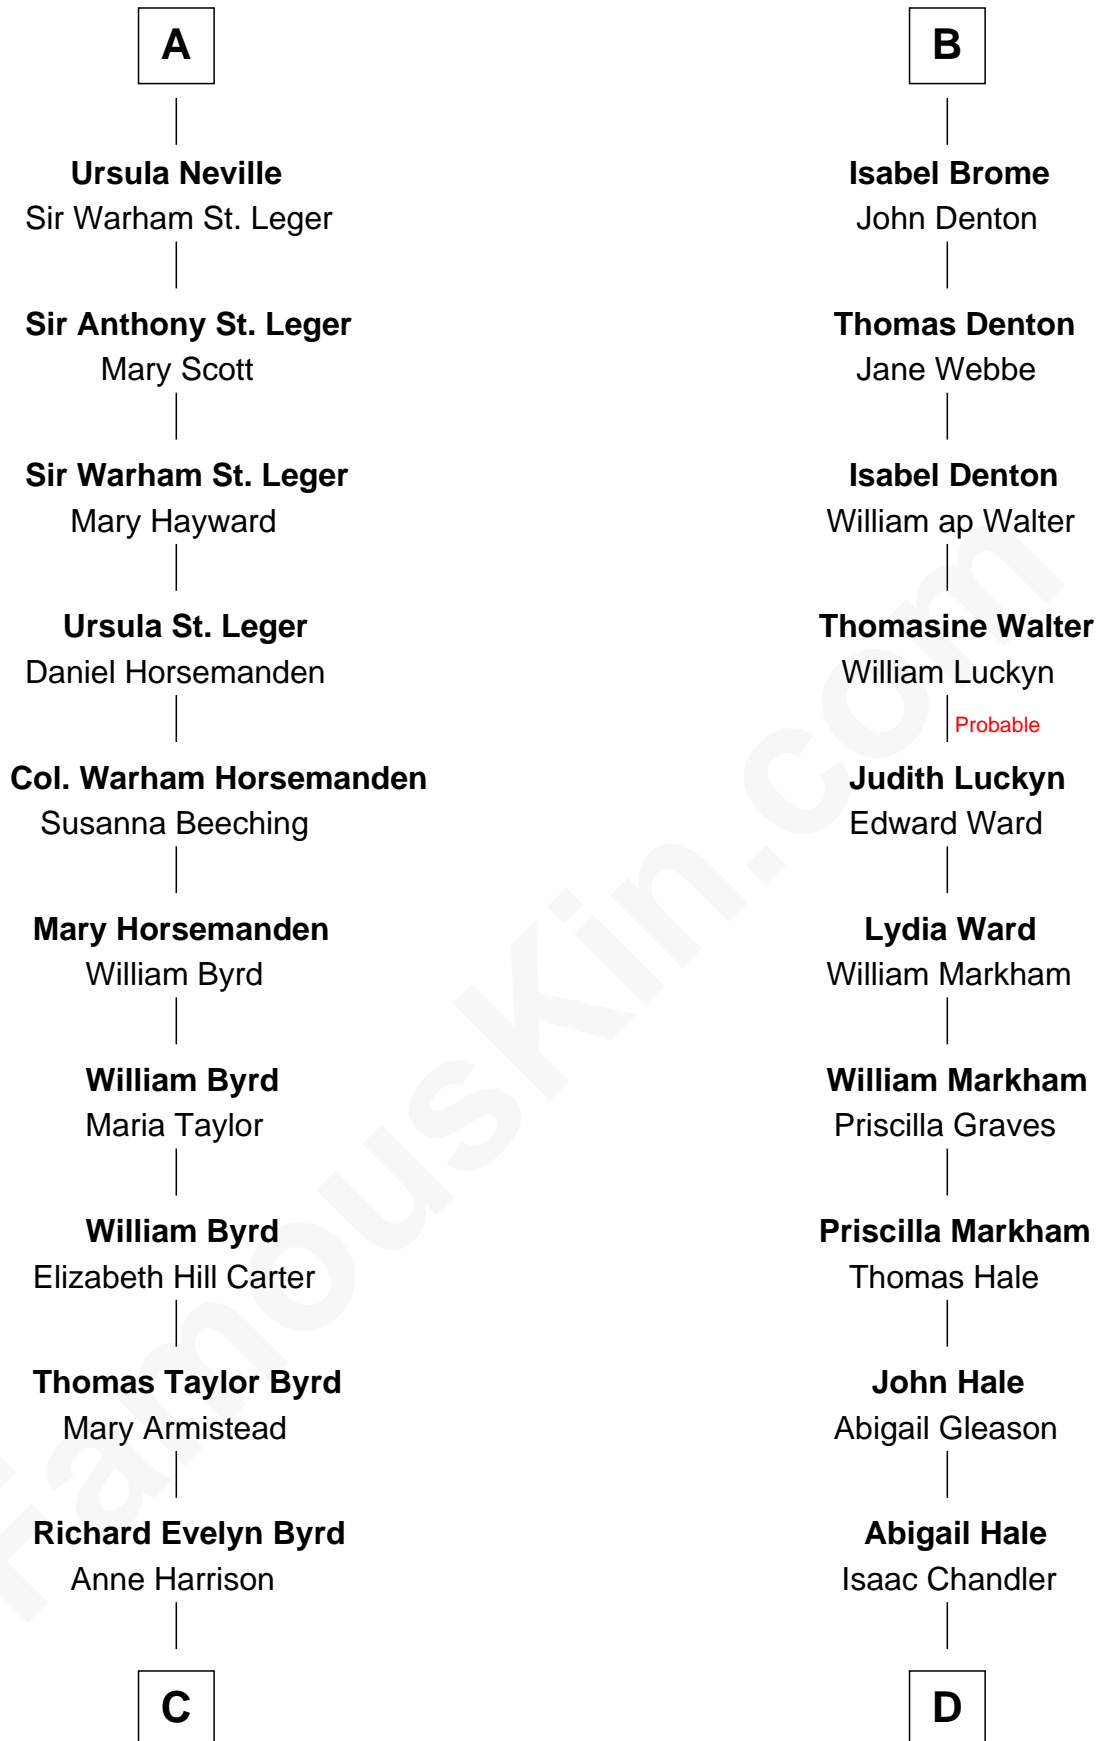 A
Ursula Neville
Sir Warham St. Leger
Sir Anthony St. Leger
Mary Scott
Sir Warham St. Leger
Mary Hayward
Ursula St. Leger
Daniel Horsemanden
Col. Warham Horsemanden
Susanna Beeching
Mary Horsemanden
William Byrd
William Byrd
Maria Taylor
William Byrd
Elizabeth Hill Carter
Thomas Taylor Byrd
Mary Armistead
Richard Evelyn Byrd
Anne Harrison
C
B
Isabel Brome
John Denton
Thomas Denton
Jane Webbe
Isabel Denton
William ap Walter
Thomasine Walter
William Luckyn
Probable
Judith Luckyn
Edward Ward
Lydia Ward
William Markham
William Markham
Priscilla Graves
Priscilla Markham
Thomas Hale
John Hale
Abigail Gleason
Abigail Hale
Isaac Chandler
D
FamousKin.com